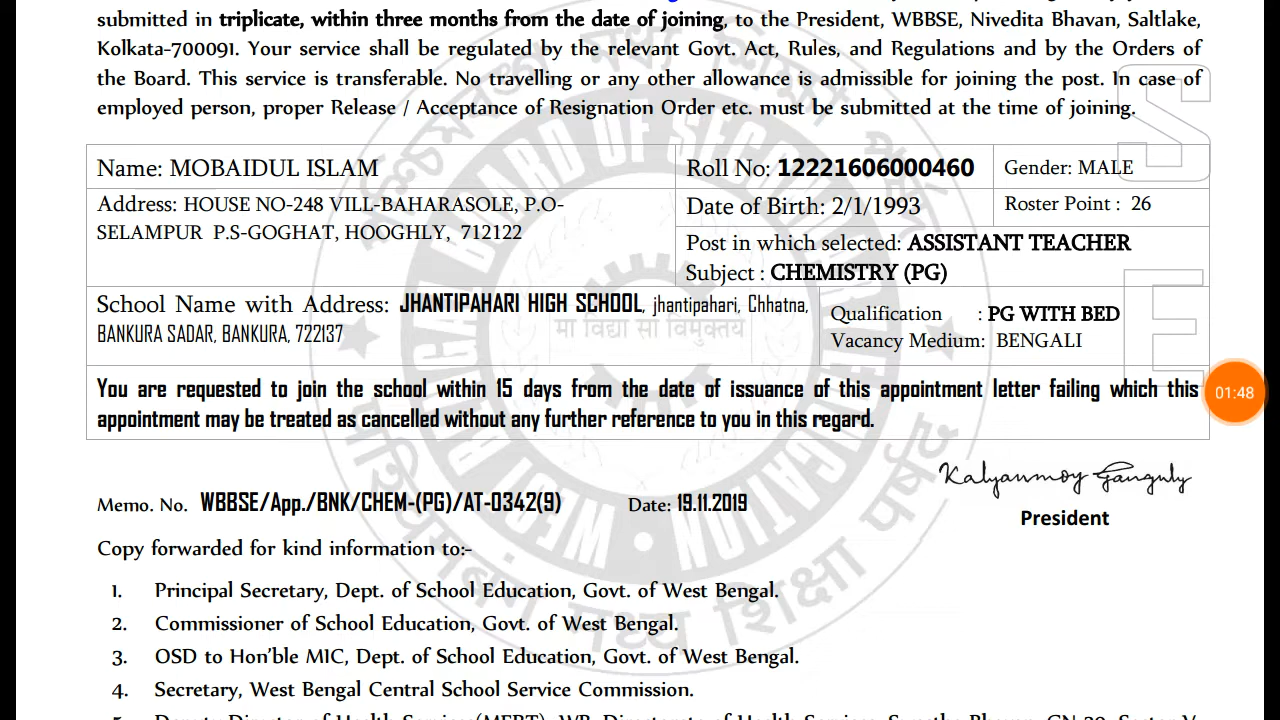 submitted in triplicate, within three months from the date of joining, to the President, WBBSE, Nivedita Bhavan, Saltlake,
Kolkata-700091. Your service shall be regulated by the relevant Govt. Act, Rules, and Regulations and by the Orders of
the Board. This service is transferable. No travelling or any other allowance is admissible for joining the post. In case of
employed person, proper Release / Acceptance of Resignation Order etc. must be submitted at the time of joining.
Name: MOBAIDUL ISLAM
Roll No: 12221606000460
Gender: MALE
Address: HOUSE NO-248 VILL-BAHARASOLE, P.O-
SELAMPUR P.S-GOGHAT, HOOGHLY, 712122
Date of Birth: 2/1/1993
Roster Point : 26
Post in which selected: ASSISTANT TEACHER
Subject : CHEMISTRY (PG)
School Name with Address: JHANTIPAHARI HIGH SCHOOL, jhantipahari, Chhatna,
BANKURA SADAR, BANKURA, 722137
Qualification : PG WITH BED
Vacancy Medium: BENGALI
मा विद्या सा विमुक्तये
You are requested to join the school within 15 days from the date of issuance of this appointment letter failing which this
appointment may be treated as cancelled without any further reference to you in this regard.
01:48
Kalyanmoy Ganguly
President
Memo. No. WBBSE/App./BNK/CHEM-(PG)/AT-0342(9) Date: 19.11.2019
Copy forwarded for kind information to:-
1. Principal Secretary, Dept. of School Education, Govt. of West Bengal.
2. Commissioner of School Education, Govt. of West Bengal.
3. OSD to Hon'ble MIC, Dept. of School Education, Govt. of West Bengal.
4. Secretary, West Bengal Central School Service Commission.
S
E